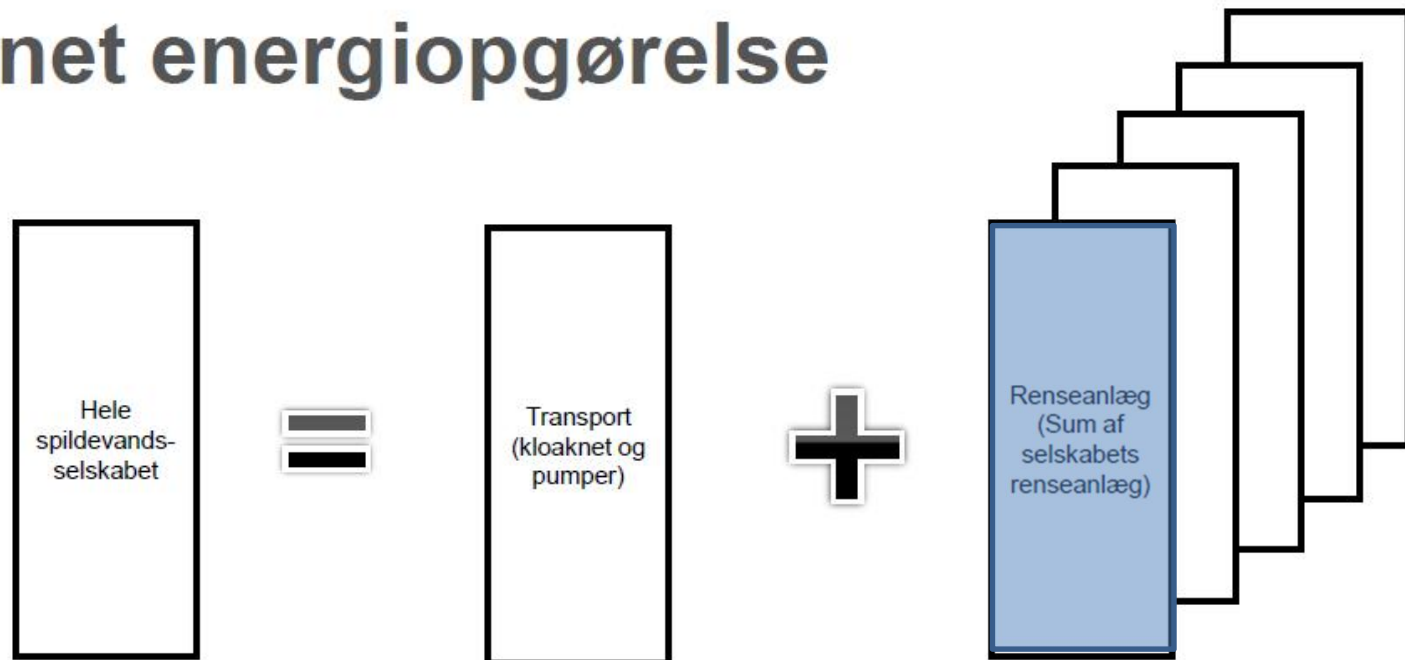 net energiopgørelse
Hele
spildevands-
selskabet
Transport
(kloaknet og
pumper)
Renseanlæg
(Sum af
selskabets
renseanlæg)